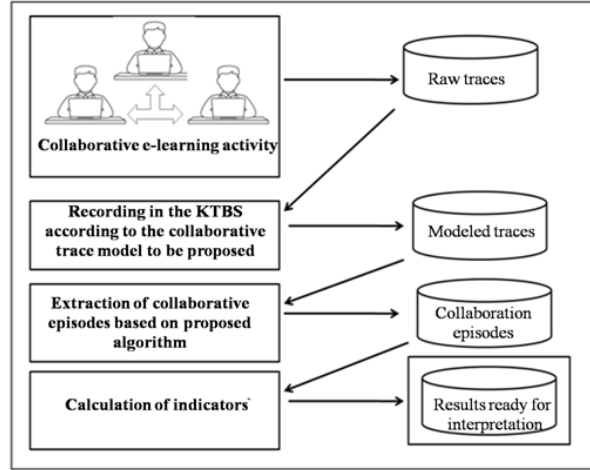 Collaborative e-learning activity
Raw traces
Recording in the KTBS
according to the collaborative
trace model to be proposed
Modeled traces
Extraction of collaborative
episodes based on proposed
algorithm
Collaboration
episodes
Calculation of indicators
Results ready for
interpretation